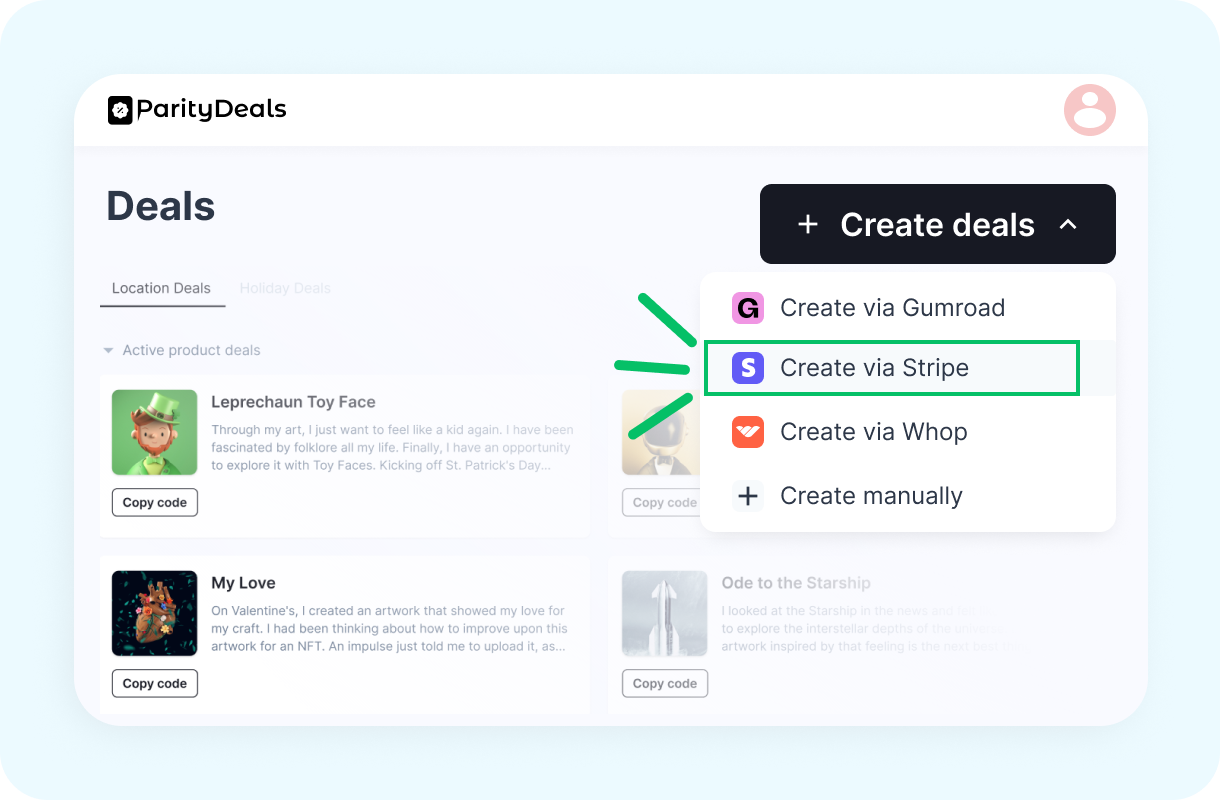 ParityDeals
Deals
+ Create deals
Location Deals
Holiday Deals
Active product deals
G Create via Gumroad
S Create via Stripe
Create via Whop
+ Create manually
Leprechaun Toy Face
Through my art, I just want to feel like a kid again. I have been
fascinated by folklore all my life. Finally, I have an opportunity
to explore it with Toy Faces. Kicking off St. Patrick's Day...
Copy code
Copy code
My Love
On Valentine's, I created an artwork that showed my love for
my craft. I had been thinking about how to improve upon this
artwork for an NFT. An impulse just told me to upload it, as...
Copy code
Ode to the Starship
I looked at the Starship in the news and
to explore the interstellar depths of the
artwork inspired by that feeling is the next
Copy code